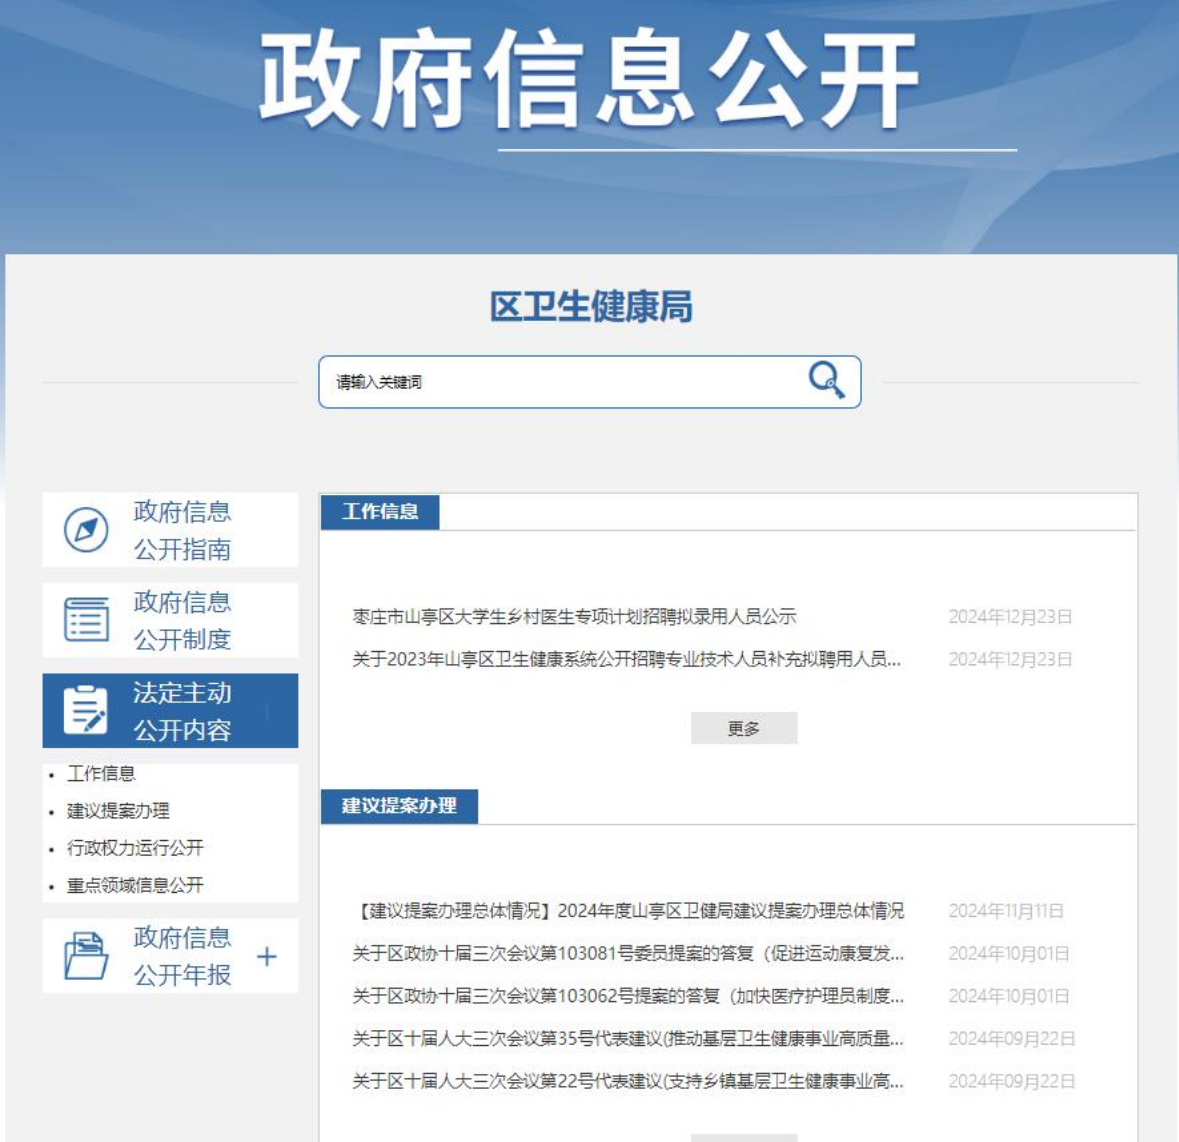 政府信息公开
区卫生健康局
请输入关键词
政府信息
公开指南
政府信息
公开制度
法定主动
公开内容
• 工作信息
• 建议提案办理
• 行政权力运行公开
• 重点领域信息公开
政府信息
公开年报
+
工作信息
枣庄市山亭区大学生乡村医生专项计划招聘拟录用人员公示 2024年12月23日
关于2023年山亭区卫生健康系统公开招聘专业技术人员补充拟聘用人员... 2024年12月23日
更多
建议提案办理
【建议提案办理总体情况】2024年度山亭区卫健局建议提案办理总体情况 2024年11月11日
关于区政协十届三次会议第103081号委员提案的答复（促进运动康复发... 2024年10月01日
关于区政协十届三次会议第103062号提案的答复（加快医疗护理员制度... 2024年10月01日
关于区十届人大三次会议第35号代表建议(推动基层卫生健康事业高质量... 2024年09月22日
关于区十届人大三次会议第22号代表建议(支持乡镇基层卫生健康事业高... 2024年09月22日